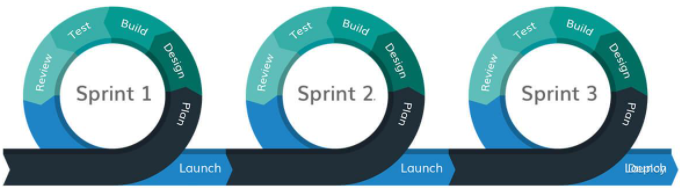 Test
Build
Review
Design
Sprint 1
Plan
Launch
Test
Build
Review
Design
Sprint 2.
Plan
Launch
Test
Build
Review
Design
Sprint 3
Plan
Launch